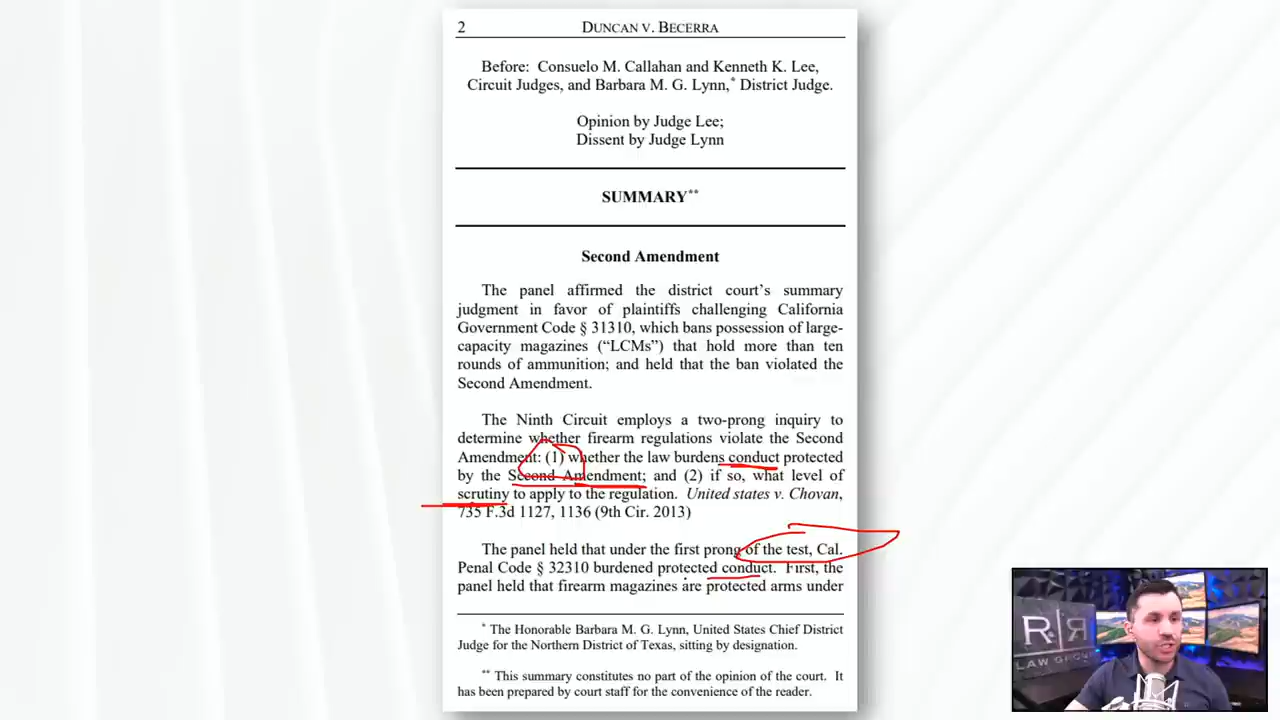 2 DUNCAN V. BECERRA
Before: Consuelo M. Callahan and Kenneth K. Lee,
Circuit Judges, and Barbara M. G. Lynn,* District Judge.
Opinion by Judge Lee;
Dissent by Judge Lynn
SUMMARY**
Second Amendment
The panel affirmed the district court’s summary
judgment in favor of plaintiffs challenging California
Government Code § 31310, which bans possession of large-
capacity magazines (“LCMs”) that hold more than ten
rounds of ammunition; and held that the ban violated the
Second Amendment.
The Ninth Circuit employs a two-prong inquiry to
determine whether firearm regulations violate the Second
Amendment: (1) whether the law burdens conduct protected
by the Second Amendment; and (2) if so, what level of
scrutiny to apply to the regulation. United states v. Chovan,
735 F.3d 1127, 1136 (9th Cir. 2013)
The panel held that under the first prong of the test, Cal.
Penal Code § 32310 burdened protected conduct. First, the
panel held that firearm magazines are protected arms under
* The Honorable Barbara M. G. Lynn, United States Chief District
Judge for the Northern District of Texas, sitting by designation.
** This summary constitutes no part of the opinion of the court. It
has been prepared by court staff for the convenience of the reader.
R|R
LAW GROUP